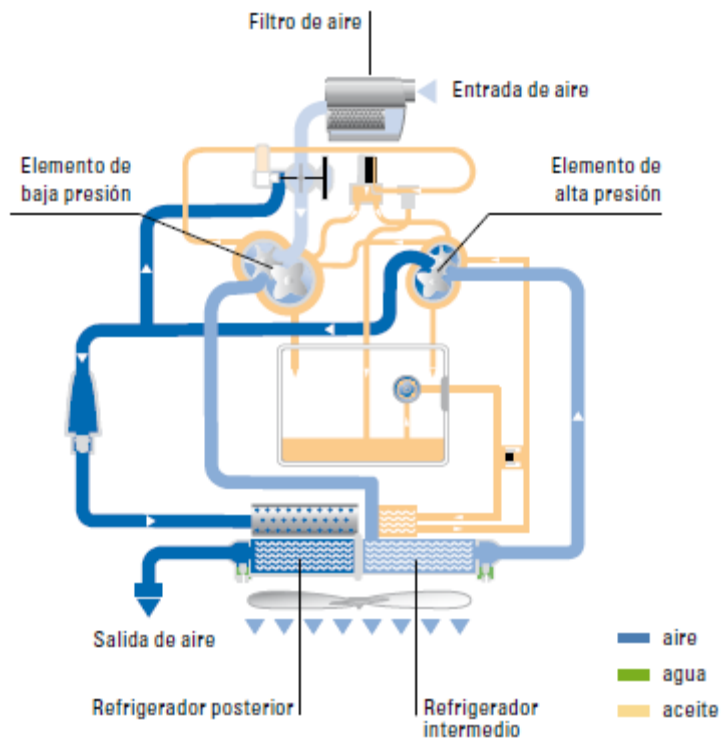 Filtro de aire
Entrada de aire
Elemento de
baja presión
Elemento de
alta presión
Salida de aire
Refrigerador posterior
Refrigerador
intermedio
aire
agua
aceite